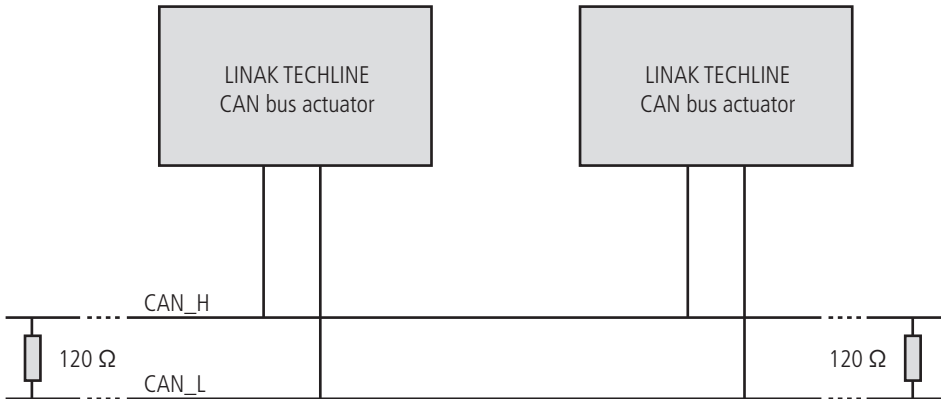 LINAK TECHLINE
CAN bus actuator
LINAK TECHLINE
CAN bus actuator
CAN_H
120 Ω
120 Ω
CAN_L